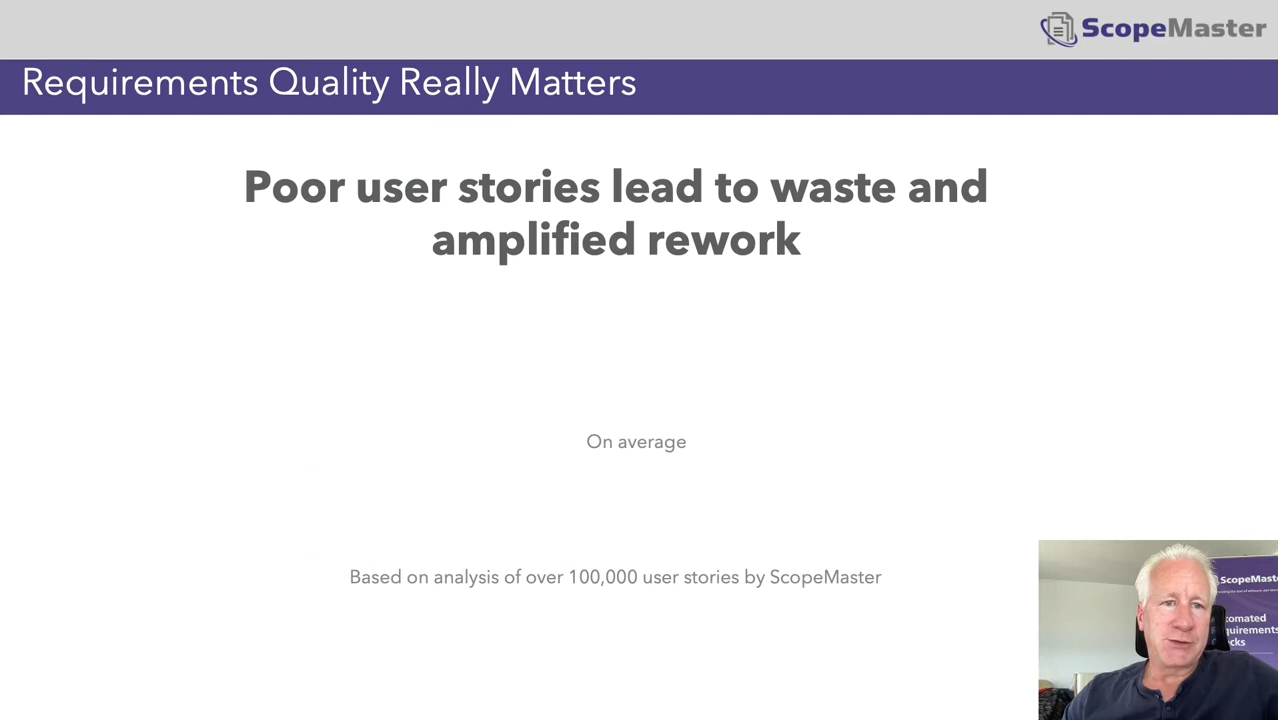 ScopeMaster
Requirements Quality Really Matters
Poor user stories lead to waste and
amplified rework
On average
Based on analysis of over 100,000 user stories by ScopeMaster